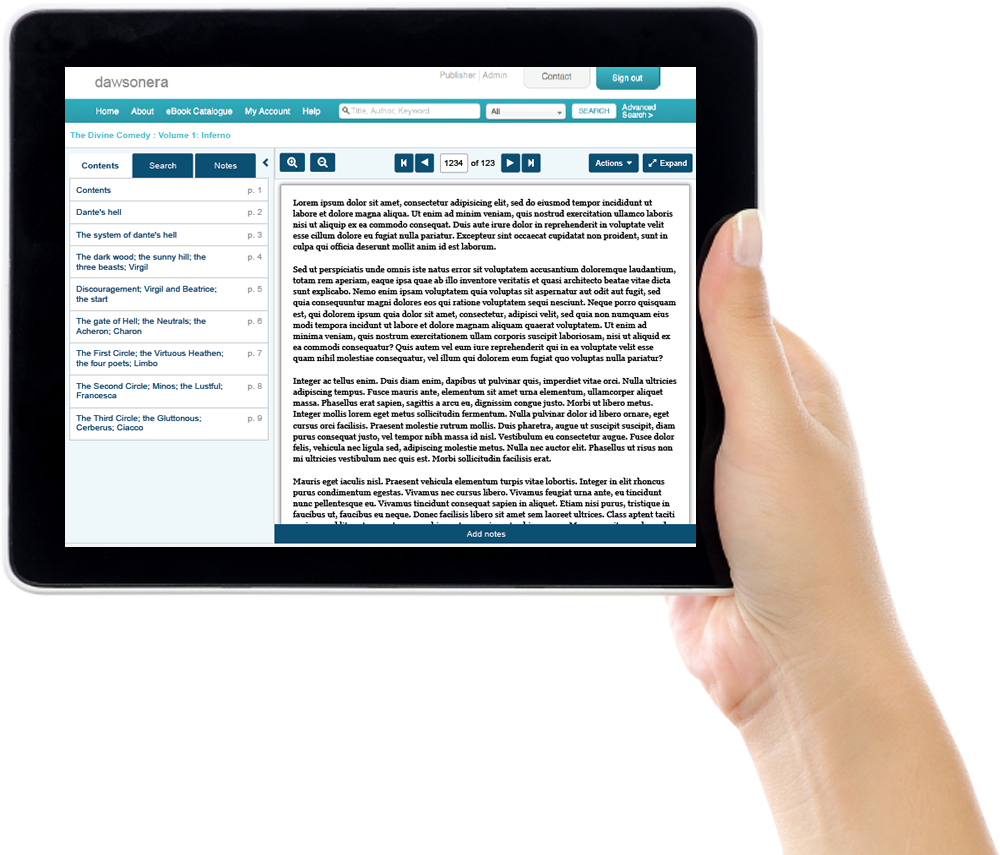 dawsonera
Publisher | Admin
Contact
Sign out
Home About eBook Catalogue My Account Help
Title, Author, Keyword
All
SEARCH
Advanced
Search >
The Divine Comedy : Volume 1: Inferno
Contents Search Notes
Contents p. 1
Dante's hell p. 2
The system of dante's hell p. 3
The dark wood; the sunny hill; the p. 4
three beasts; Virgil
Discouragement; Virgil and Beatrice; p. 5
the start
The gate of Hell; the Neutrals; the p. 6
Acheron; Charon
The First Circle; the Virtuous Heathen; p. 7
the four poets; Limbo
The Second Circle; Minos; the Lustful; p. 8
Francesca
The Third Circle; the Gluttonous; p. 9
Cerberus; Ciacco
1234 of 123
Actions
Expand
Lorem ipsum dolor sit amet, consectetur adipisicing elit, sed do eiusmod tempor incididunt ut
labore et dolore magna aliqua. Ut enim ad minim veniam, quis nostrud exercitation ullamco laboris
nisi ut aliquip ex ea commodo consequat. Duis aute irure dolor in reprehenderit in voluptate velit
esse cillum dolore eu fugiat nulla pariatur. Excepteur sint occaecat cupidatat non proident, sunt in
culpa qui officia deserunt mollit anim id est laborum.
Sed ut perspiciatis unde omnis iste natus error sit voluptatem accusantium doloremque laudantium,
totam rem aperiam, eaque ipsa quae ab illo inventore veritatis et quasi architecto beatae vitae dicta
sunt explicabo. Nemo enim ipsam voluptatem quia voluptas sit aspernatur aut odit aut fugit, sed
quia consequuntur magni dolores eos qui ratione voluptatem sequi nesciunt. Neque porro quisquam
est, qui dolorem ipsum quia dolor sit amet, consectetur, adipisci velit, sed quia non numquam eius
modi tempora incidunt ut labore et dolore magnam aliquam quaerat voluptatem. Ut enim ad
minima veniam, quis nostrum exercitationem ullam corporis suscipit laboriosam, nisi ut aliquid ex
ea commodi consequatur? Quis autem vel eum iure reprehenderit qui in ea voluptate velit esse
quam nihil molestiae consequatur, vel illum qui dolorem eum fugiat quo voluptas nulla pariatur?
Integer ac tellus enim. Duis diam enim, dapibus ut pulvinar quis, imperdiet vitae orci. Nulla ultricies
adipiscing tempus. Fusce mauris ante, elementum sit amet urna elementum, ullamcorper aliquet
massa. Phasellus erat sapien, sagittis a arcu eu, dignissim congue justo. Morbi ut libero metus.
Integer mollis lorem eget metus sollicitudin fermentum. Nulla pulvinar dolor id libero ornare, eget
cursus orci facilisis. Praesent molestie rutrum mollis. Duis pharetra, augue ut suscipit suscipit, diam
purus consequat justo, vel tempor nibh massa id nisl. Vestibulum eu consectetur augue. Fusce dolor
felis, vehicula nec ligula sed, adipiscing molestie metus. Nulla nec auctor elit. Phasellus ut risus non
mi ultricies vestibulum nec quis est. Morbi sollicitudin facilisis erat.
Mauris eget iaculis nisl. Praesent vehicula elementum turpis vitae lobortis. Integer in elit rhoncus
purus condimentum egestas. Vivamus nec cursus libero. Vivamus feugiat urna ante, eu tincidunt
nunc pellentesque eu. Vivamus tincidunt consequat sapien in aliquet. Etiam nisi purus, tristique in
faucibus ut, faucibus eu neque. Donec facilisis libero sit amet sem laoreet ultrices. Class aptent taciti
Add notes